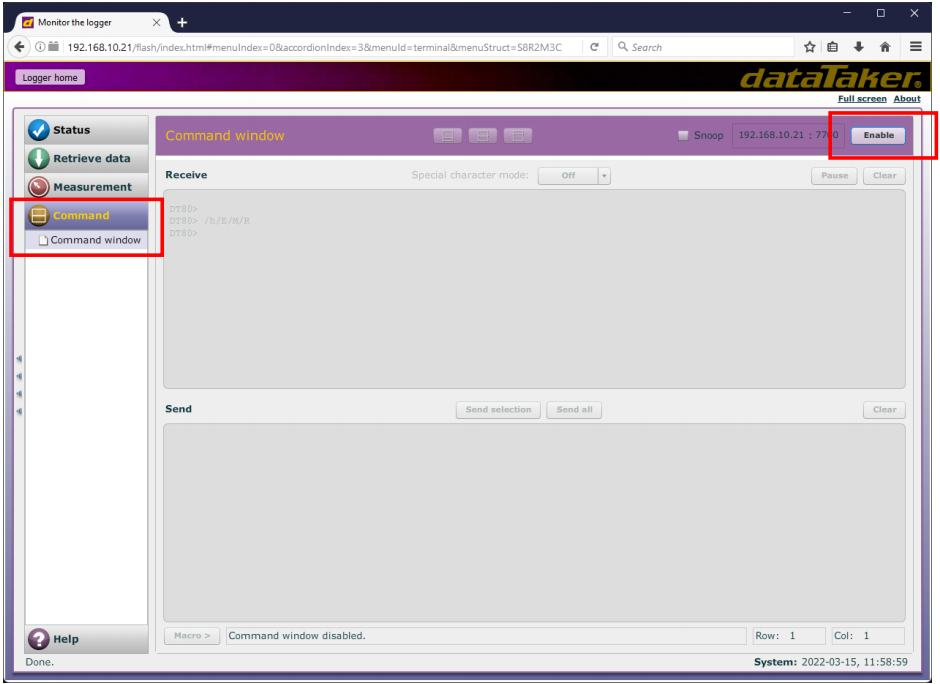 Monitor the logger
192.168.10.21/flash/index.html#menuIndex=0&accordionIndex=3&menuId=terminal&menuStruct=S8R2M3C
Search
Logger home
dataTaker
Full screen About
Status
Retrieve data
Measurement
Command
Command window
Command window
Snoop
192.168.10.21 : 7700
Enable
Receive
Special character mode: Off
Pause
Clear
DT80>
DT80> /h/E/M/R
DT80>
Send
Send selection
Send all
Clear
Macro >
Command window disabled.
Row: 1
Col: 1
Help
Done.
System: 2022-03-15, 11:58:59